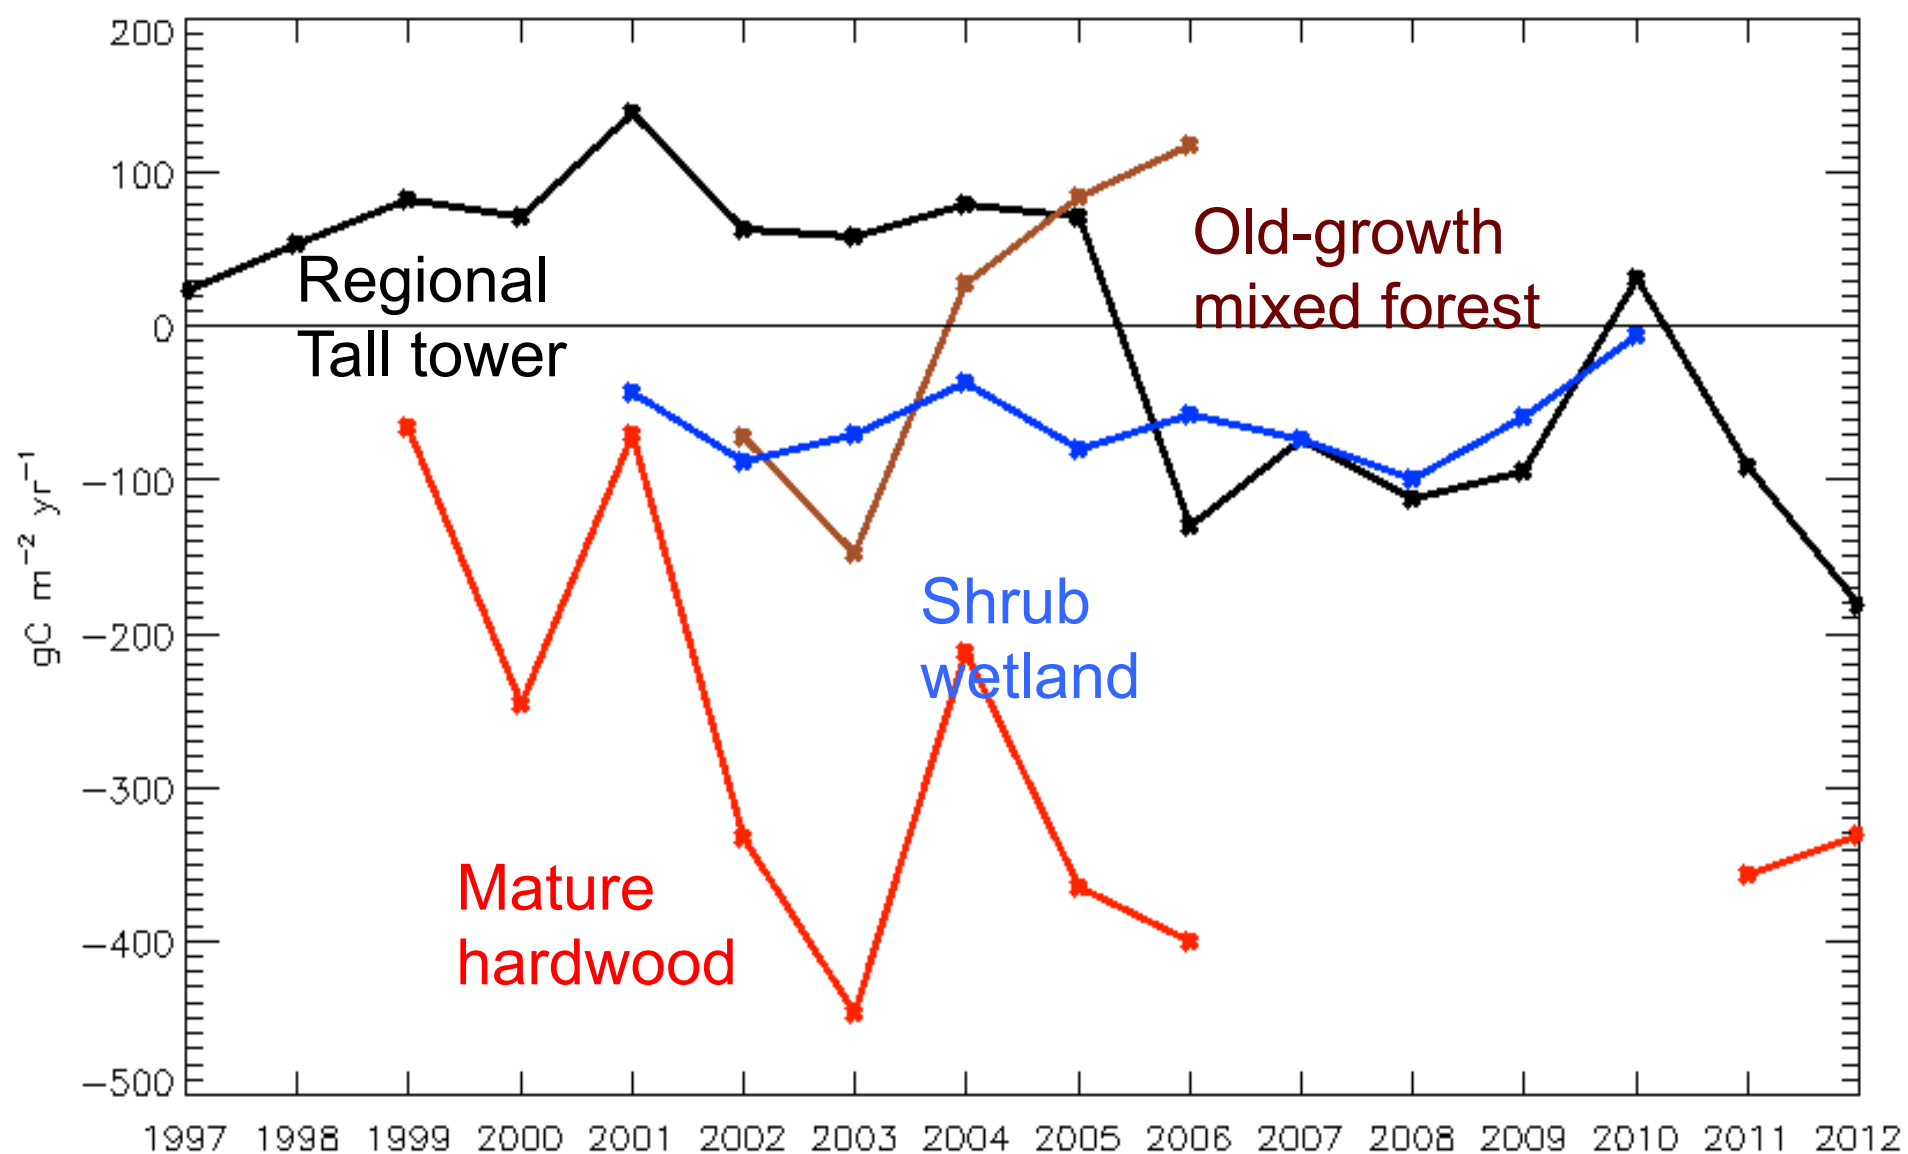 200
100
0
−100
−200
−300
−400
−500
gC m⁻² yr⁻¹
Regional
Tall tower
Old-growth
mixed forest
Shrub
wetland
Mature
hardwood
1997 1998 1999 2000 2001 2002 2003 2004 2005 2006 2007 2008 2009 2010 2011 2012